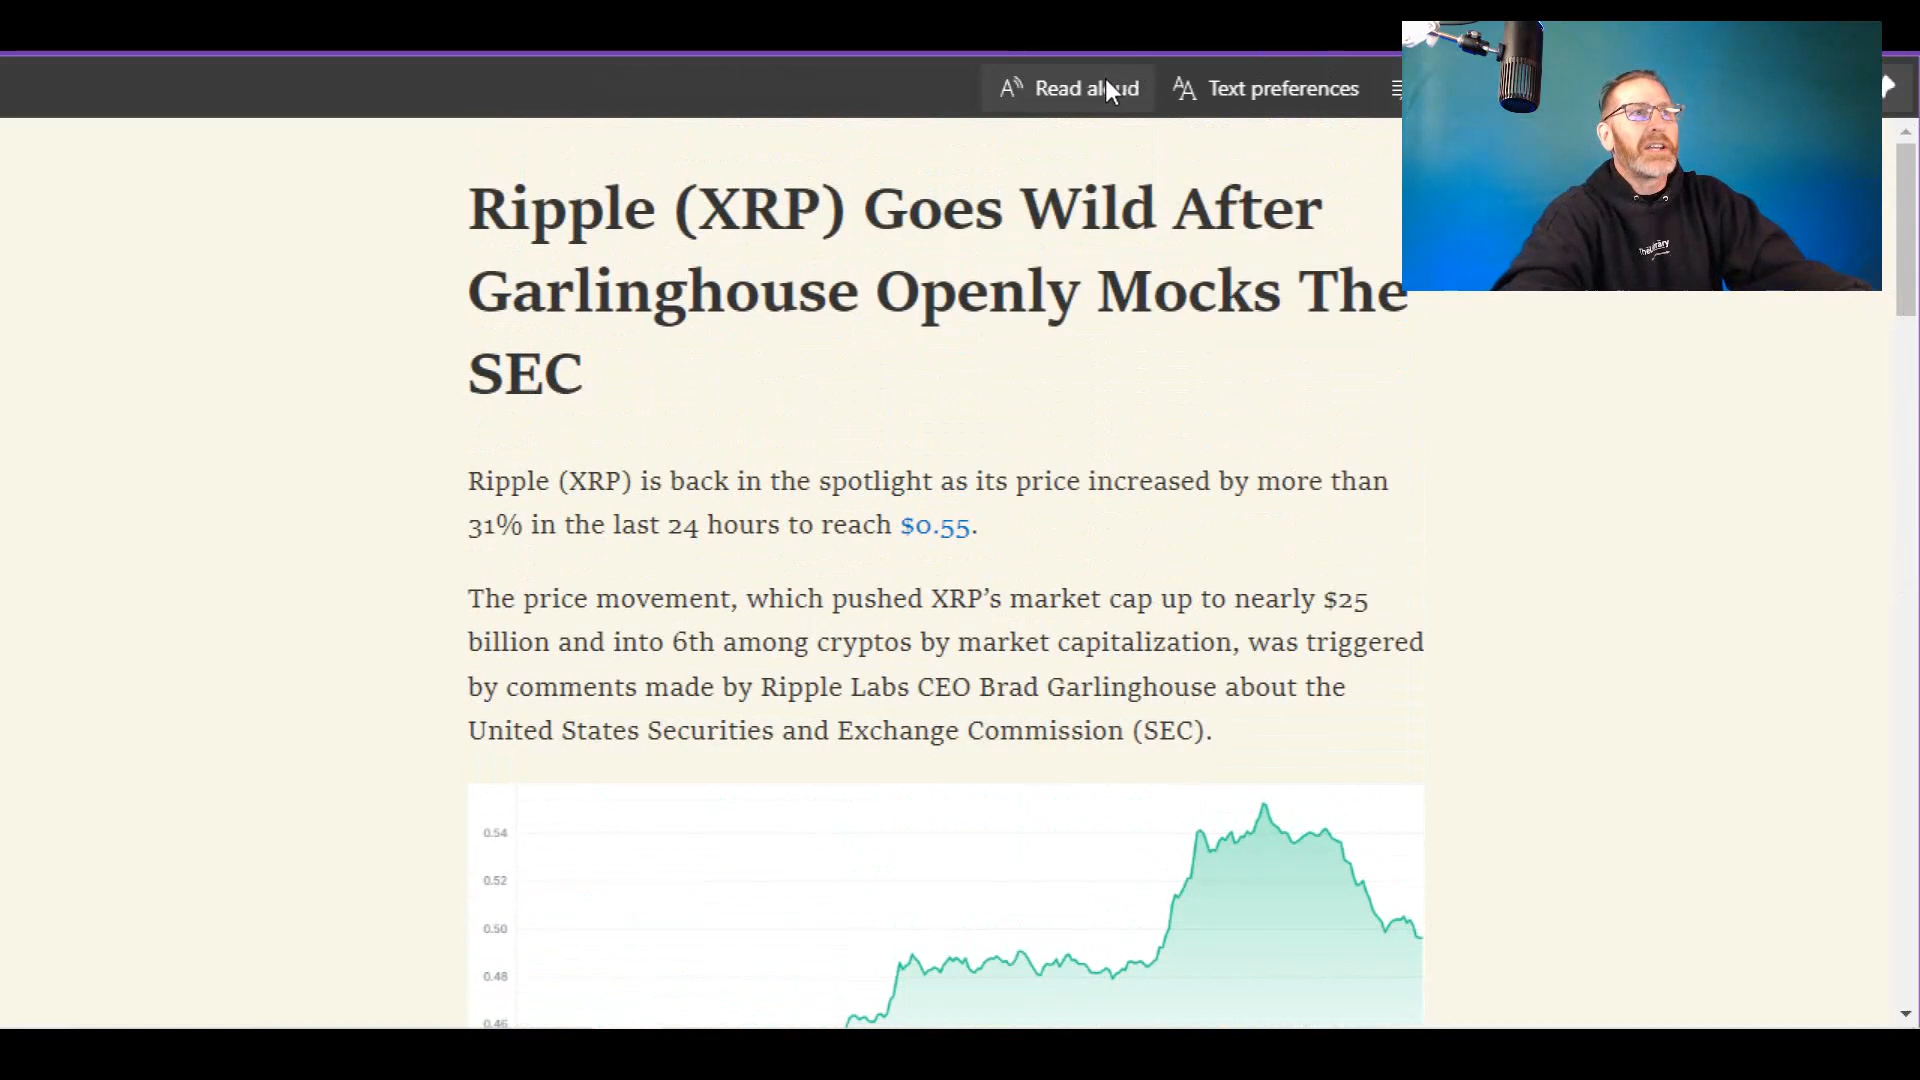 Read aloud
Text preferences
Ripple (XRP) Goes Wild After
Garlinghouse Openly Mocks The
SEC
Ripple (XRP) is back in the spotlight as its price increased by more than
31% in the last 24 hours to reach $0.55.
The price movement, which pushed XRP’s market cap up to nearly $25
billion and into 6th among cryptos by market capitalization, was triggered
by comments made by Ripple Labs CEO Brad Garlinghouse about the
United States Securities and Exchange Commission (SEC).
0.54
0.52
0.50
0.48
0.46